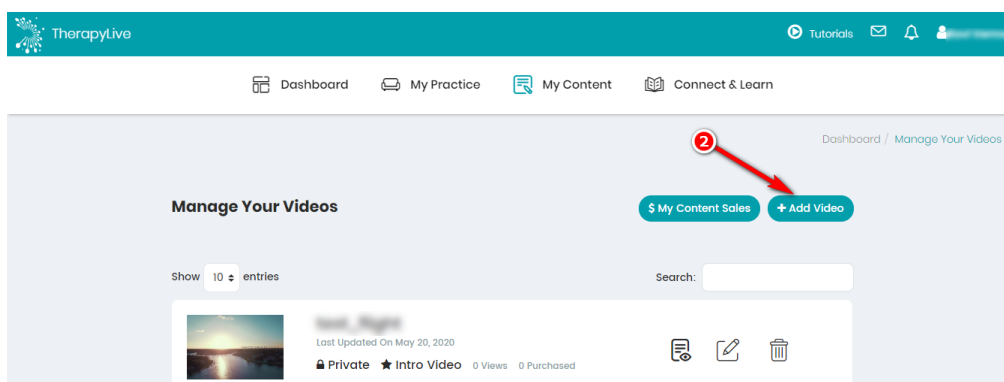 TherapyLive
Tutorials
Dashboard My Practice My Content Connect & Learn
Dashboard / Manage Your Videos
2
Manage Your Videos
$ My Content Sales + Add Video
Show 10 entries Search:
Last Updated On May 20, 2020
Private Intro Video 0 Views 0 Purchased